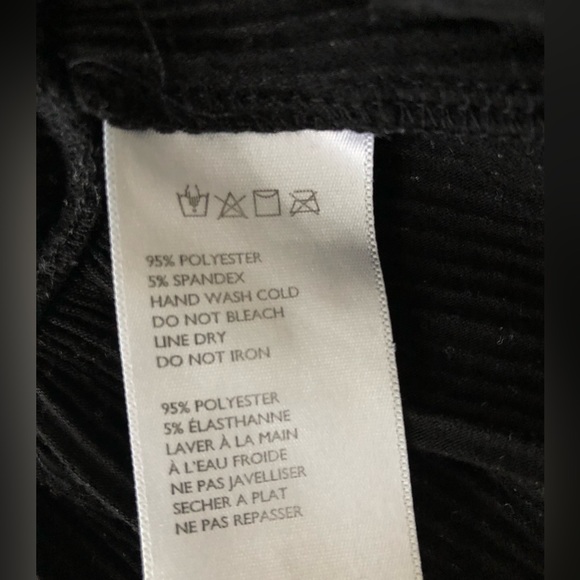 95% POLYESTER
5% SPANDEX
HAND WASH COLD
DO NOT BLEACH
LINE DRY
DO NOT IRON
95% POLYESTER
5% ÉLASTHANNE
LAVER À LA MAIN
À L'EAU FROIDE
NE PAS JAVELLISER
SECHER A PLAT
NE PAS REPASSER